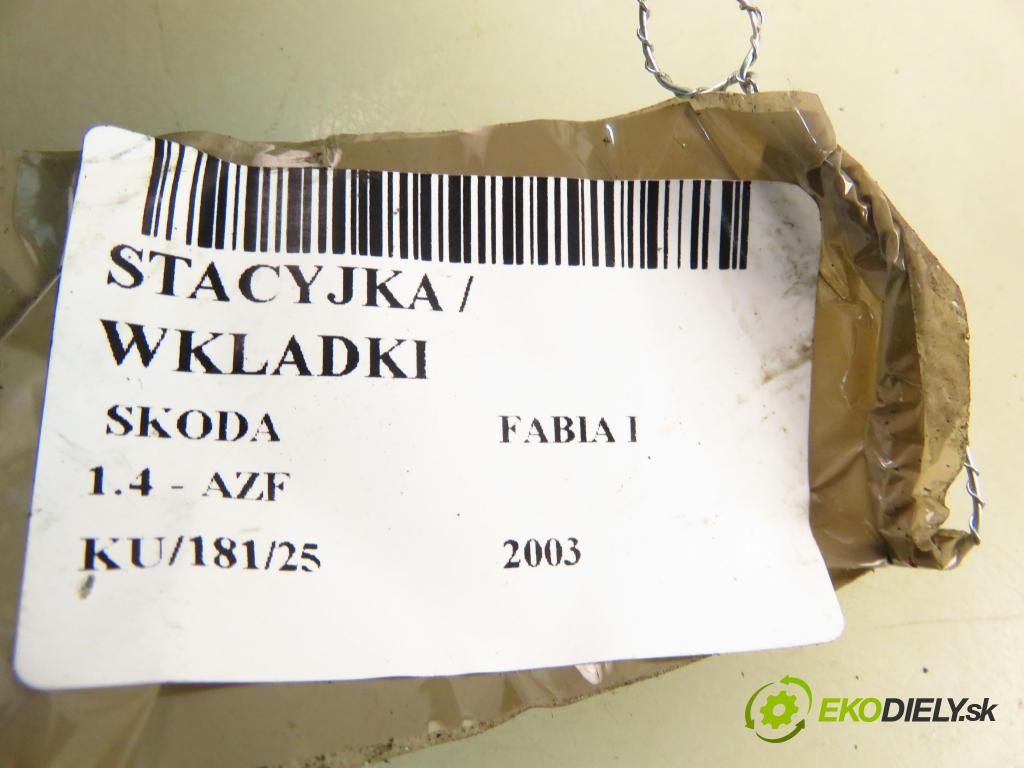 STACYJKA /
WKLADKI
SKODA FABIA I
1.4 - AZF
KU/181/25 2003
EKODIELY.sk